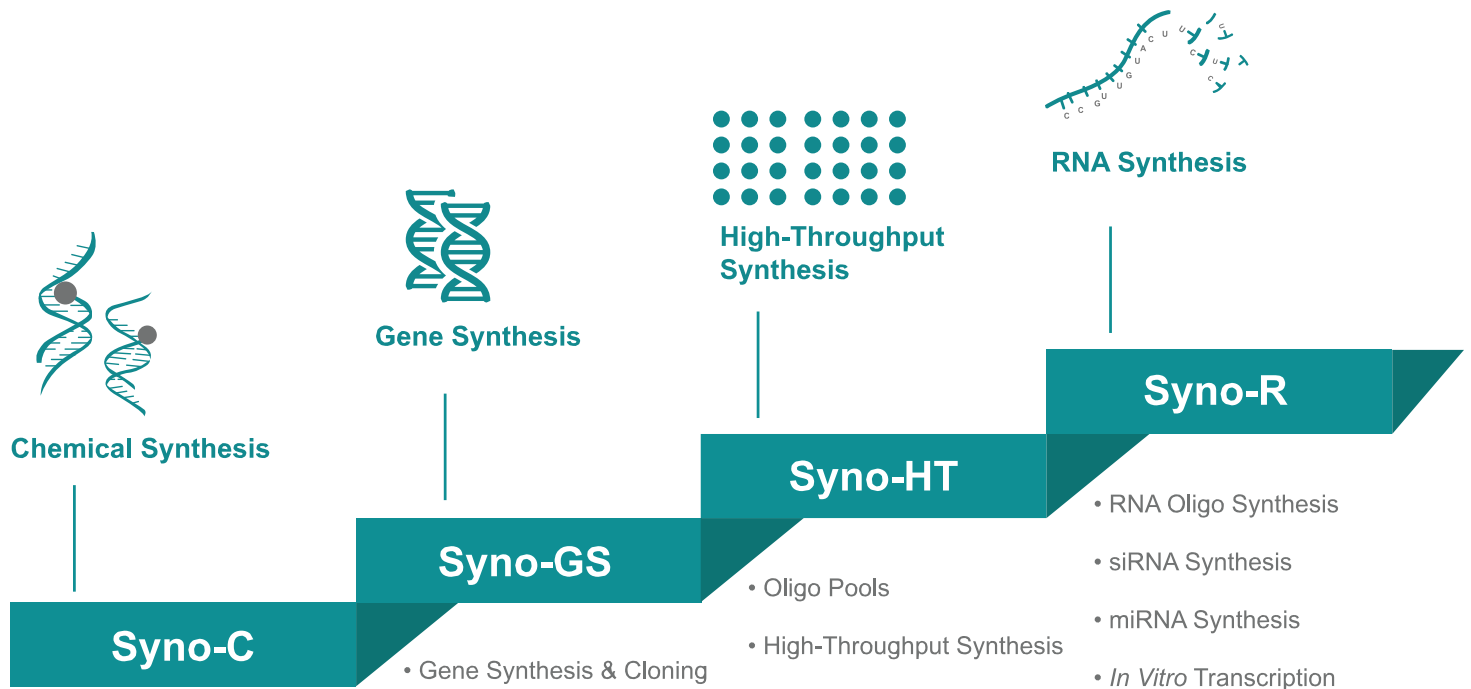 Chemical Synthesis
Syno-C
Gene Synthesis
Syno-GS
• Gene Synthesis & Cloning
High-Throughput
Synthesis
Syno-HT
• Oligo Pools
• High-Throughput Synthesis
C C G U U G U A C U U C U C U
RNA Synthesis
Syno-R
• RNA Oligo Synthesis
• siRNA Synthesis
• miRNA Synthesis
• In Vitro Transcription